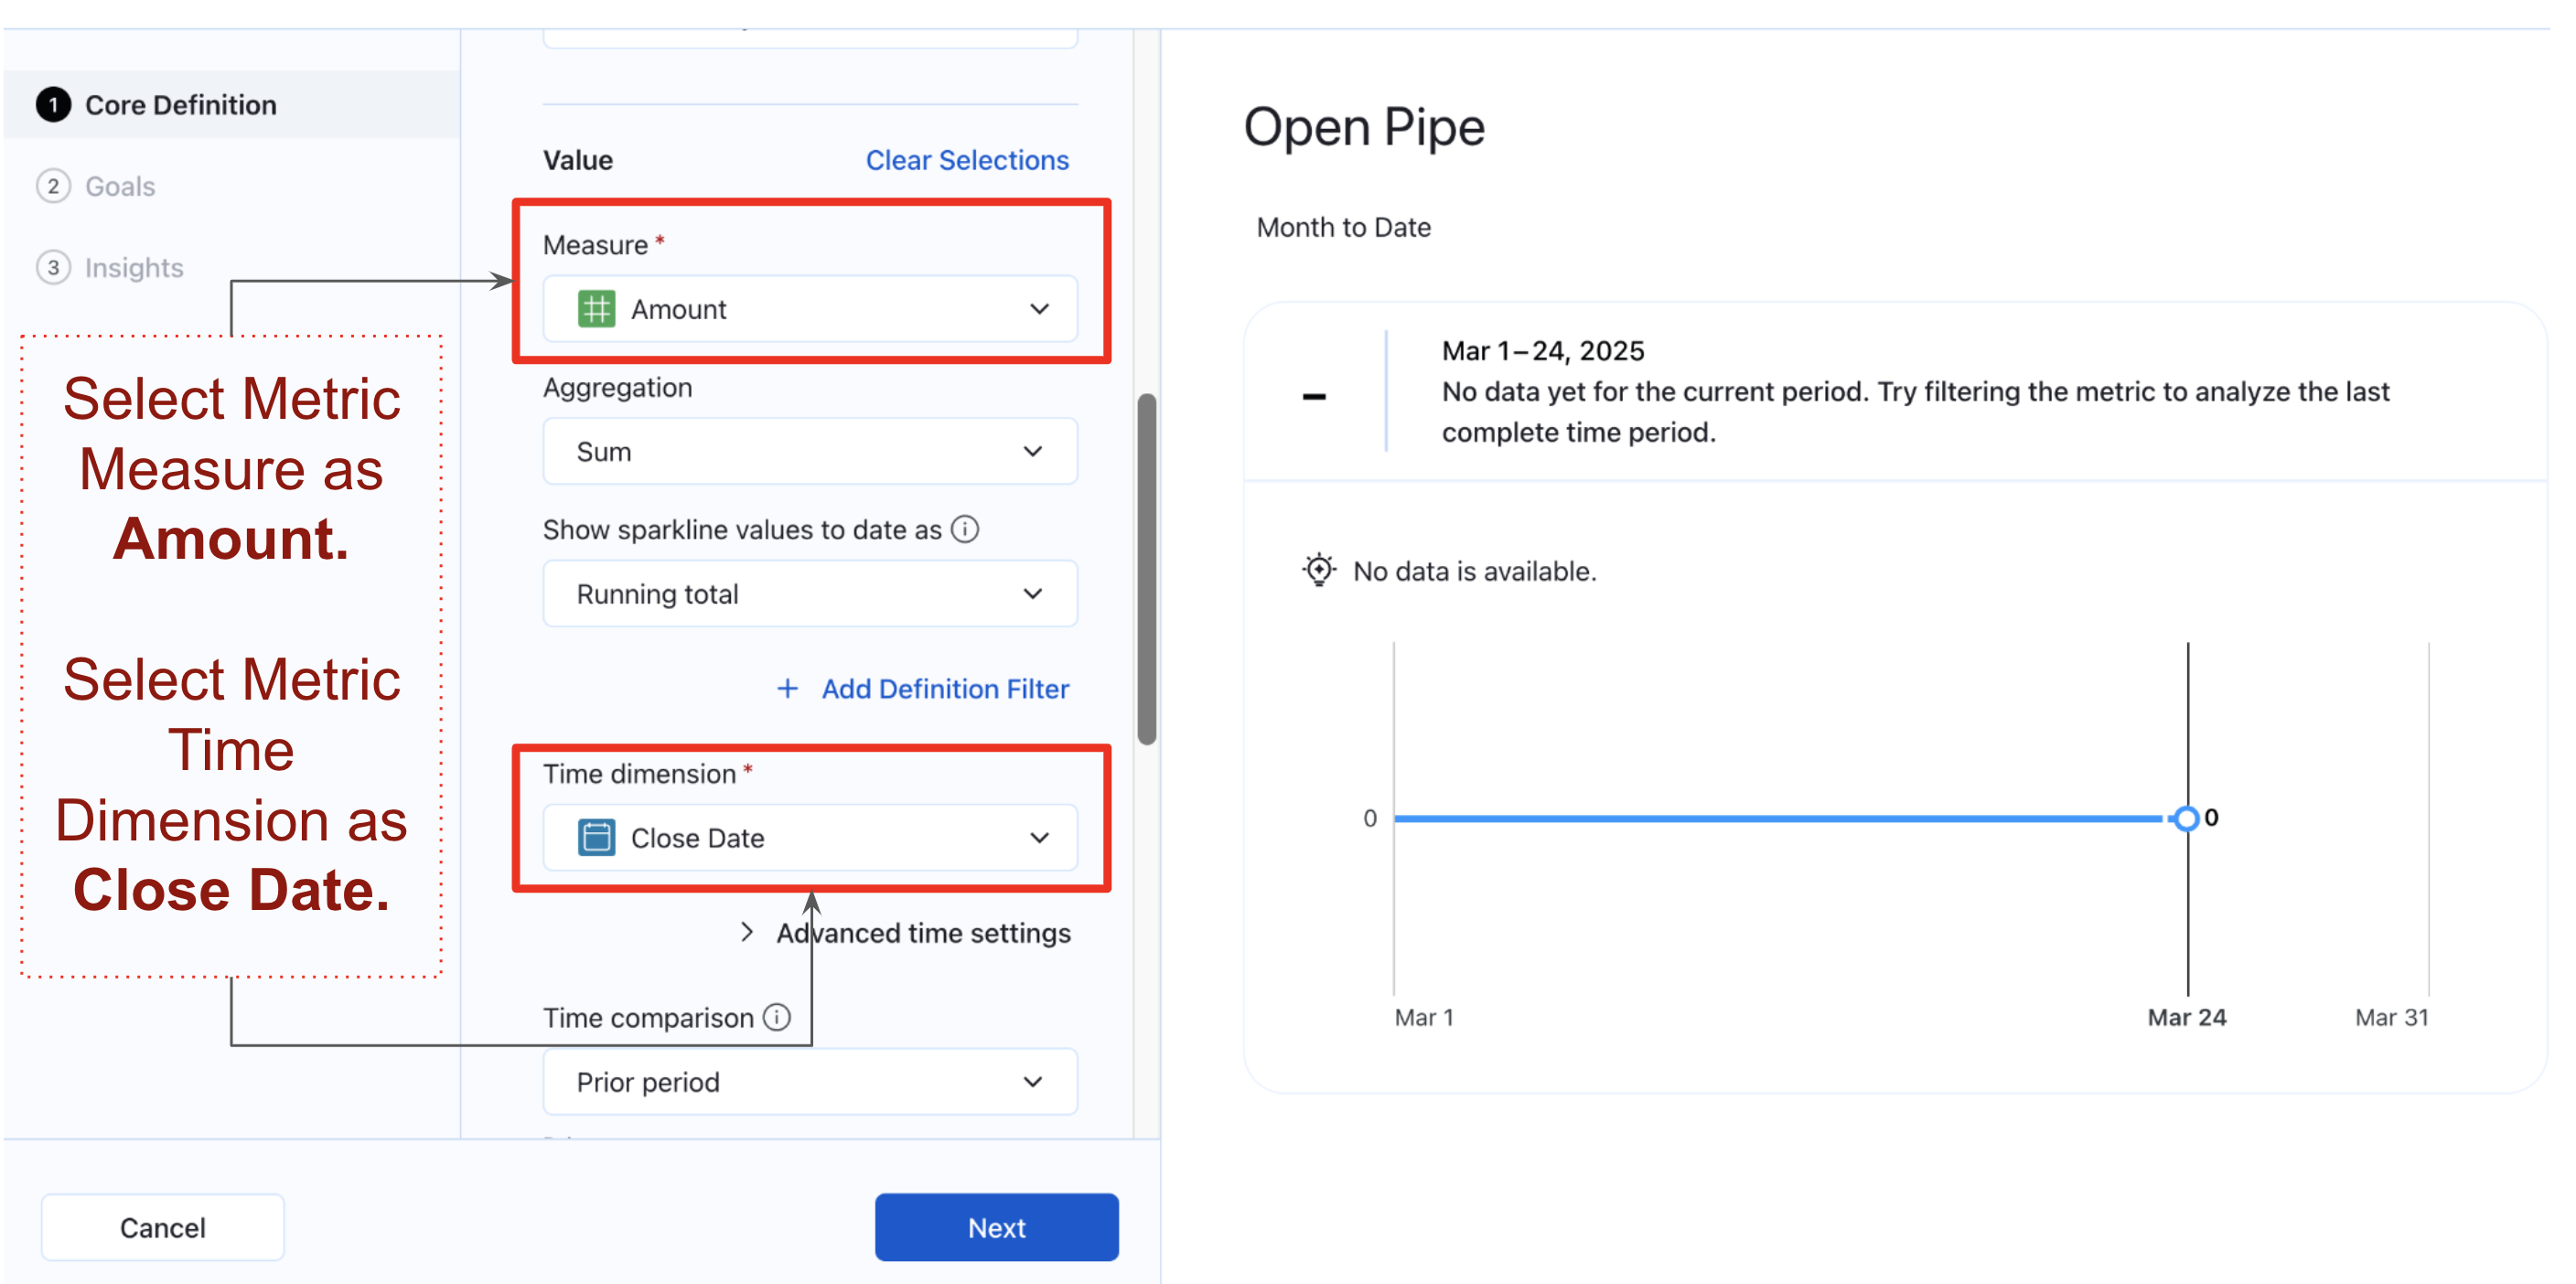 1 Core Definition
2 Goals
3 Insights
Select Metric
Measure as
Amount.
Select Metric
Time
Dimension as
Close Date.
Value
Clear Selections
Measure *
Amount
Aggregation
Sum
Show sparkline values to date as
Running total
+ Add Definition Filter
Time dimension *
Close Date
> Advanced time settings
Time comparison
Prior period
Cancel
Next
Open Pipe
Month to Date
–
Mar 1–24, 2025
No data yet for the current period. Try filtering the metric to analyze the last
complete time period.
No data is available.
0
0
Mar 1
Mar 24
Mar 31